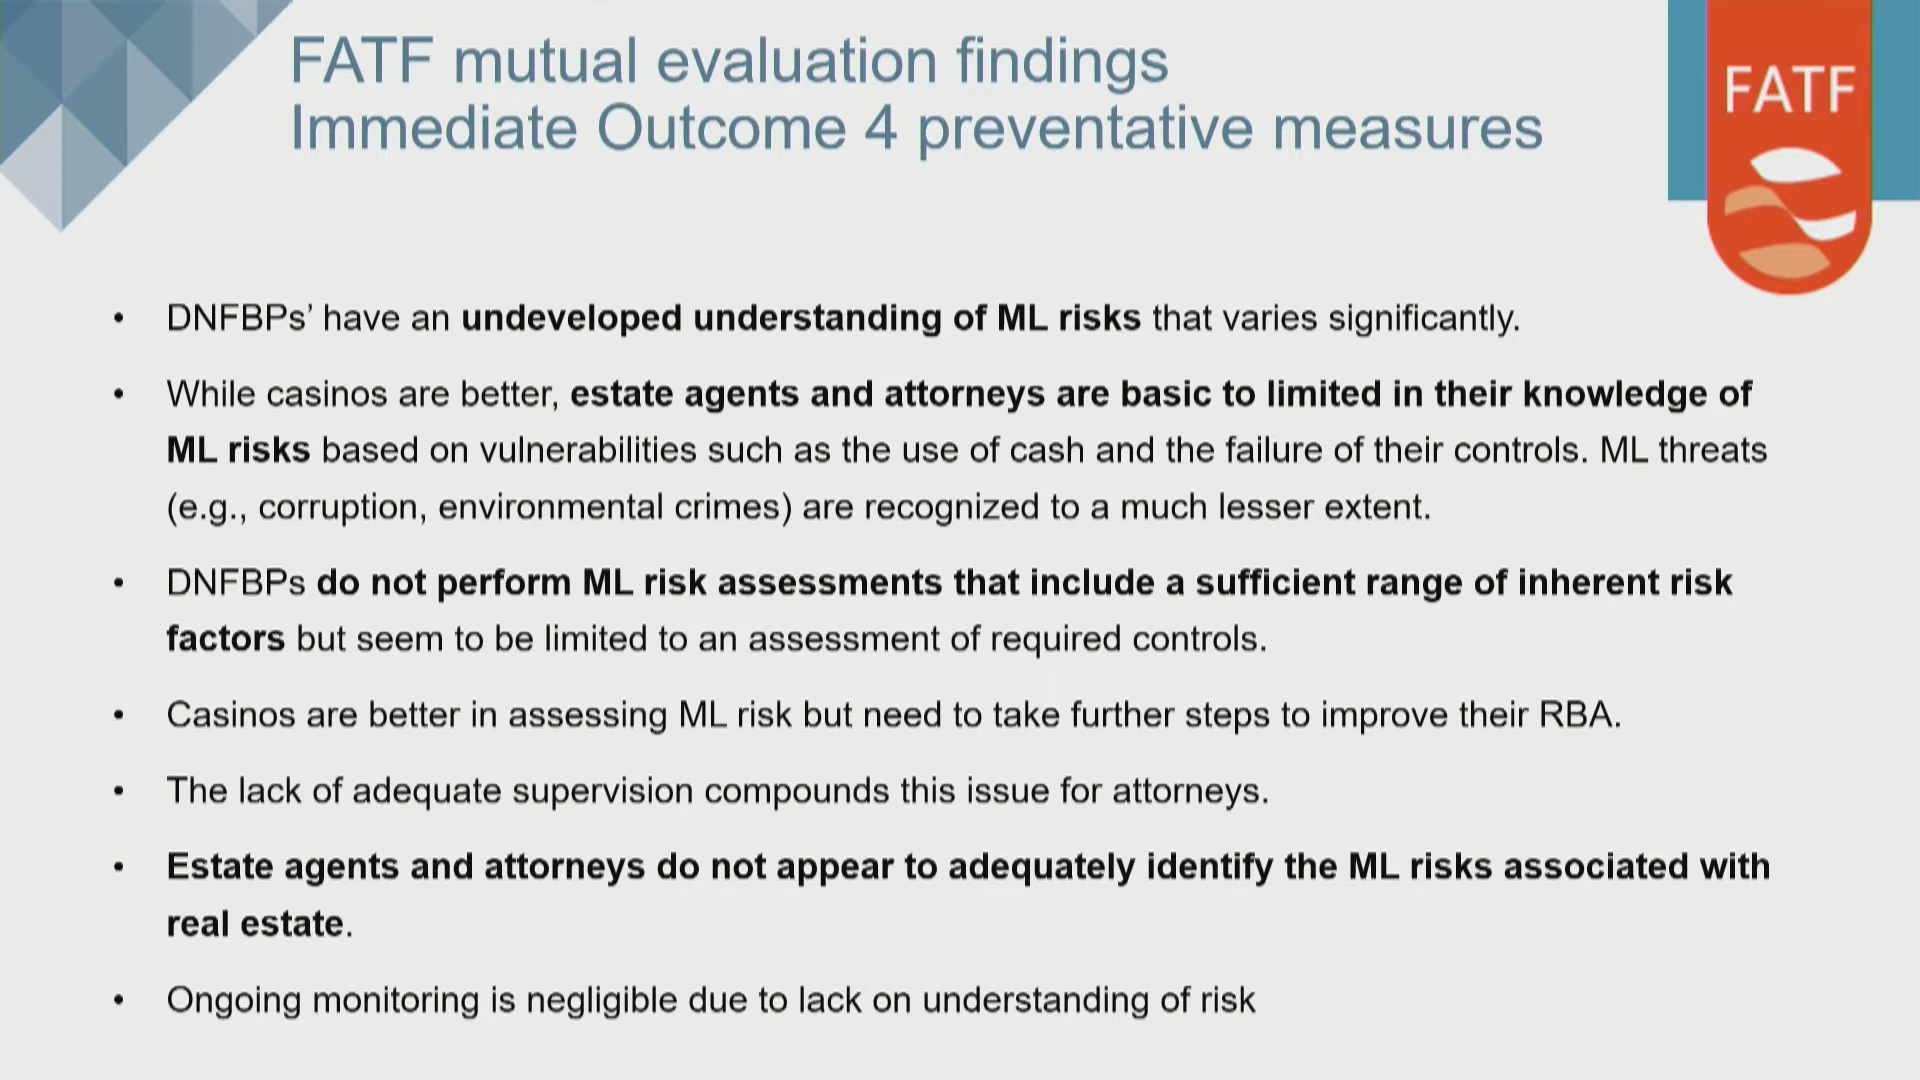 FATF mutual evaluation findings
Immediate Outcome 4 preventative measures
FATF
• DNFBPs’ have an undeveloped understanding of ML risks that varies significantly.
• While casinos are better, estate agents and attorneys are basic to limited in their knowledge of
ML risks based on vulnerabilities such as the use of cash and the failure of their controls. ML threats
(e.g., corruption, environmental crimes) are recognized to a much lesser extent.
• DNFBPs do not perform ML risk assessments that include a sufficient range of inherent risk
factors but seem to be limited to an assessment of required controls.
• Casinos are better in assessing ML risk but need to take further steps to improve their RBA.
• The lack of adequate supervision compounds this issue for attorneys.
• Estate agents and attorneys do not appear to adequately identify the ML risks associated with
real estate.
• Ongoing monitoring is negligible due to lack on understanding of risk